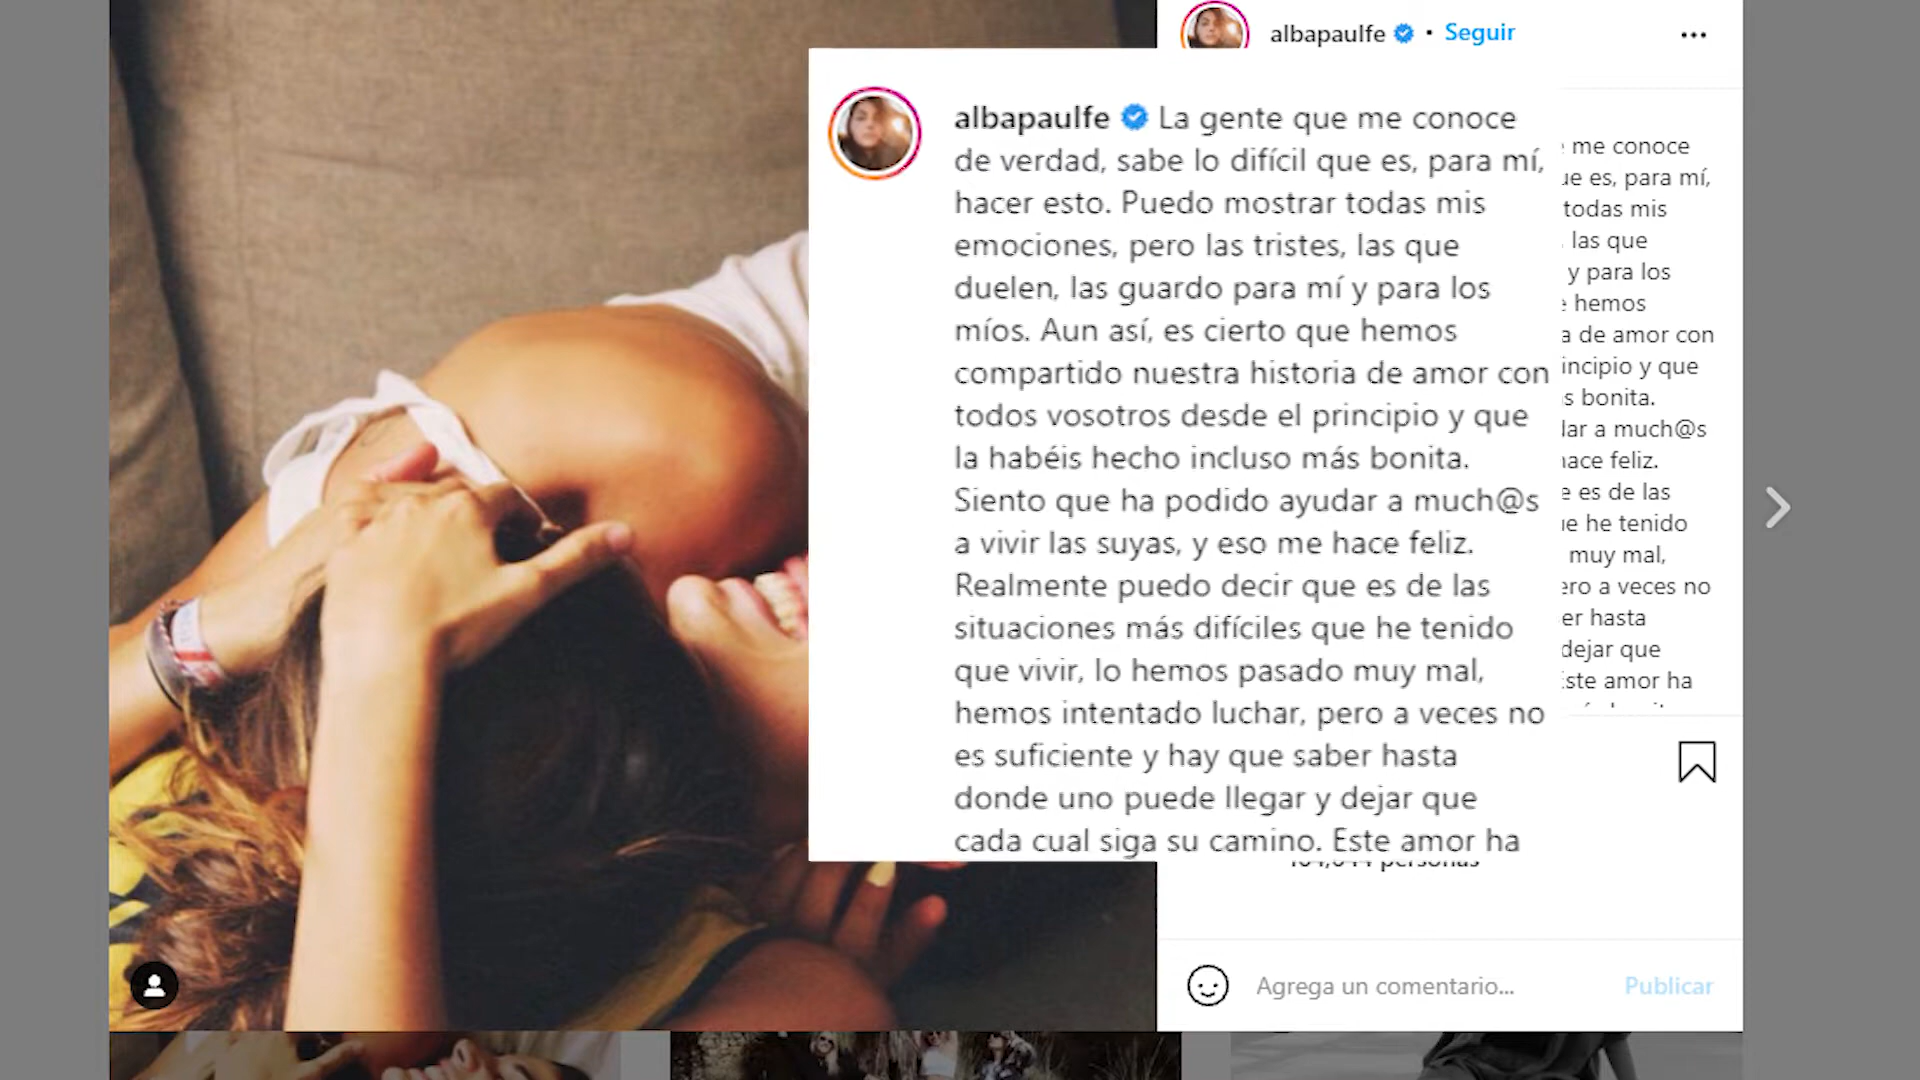 albapaulfe • Seguir
albapaulfe La gente que me conoce
de verdad, sabe lo difícil que es, para mí,
hacer esto. Puedo mostrar todas mis
emociones, pero las tristes, las que
duelen, las guardo para mí y para los
míos. Aun así, es cierto que hemos
compartido nuestra historia de amor con
todos vosotros desde el principio y que
la habéis hecho incluso más bonita.
Siento que ha podido ayudar a much@s
a vivir las suyas, y eso me hace feliz.
Realmente puedo decir que es de las
situaciones más difíciles que he tenido
que vivir, lo hemos pasado muy mal,
hemos intentado luchar, pero a veces no
es suficiente y hay que saber hasta
donde uno puede llegar y dejar que
cada cual siga su camino. Este amor ha
me conoce
es, para mí,
todas mis
las que
y para los
hemos
de amor con
y que
bonita.
a much@s
feliz.
es de las
he tenido
muy mal,
a veces no
hasta
dejar que
amor ha
personas
Agrega un comentario...
Publicar